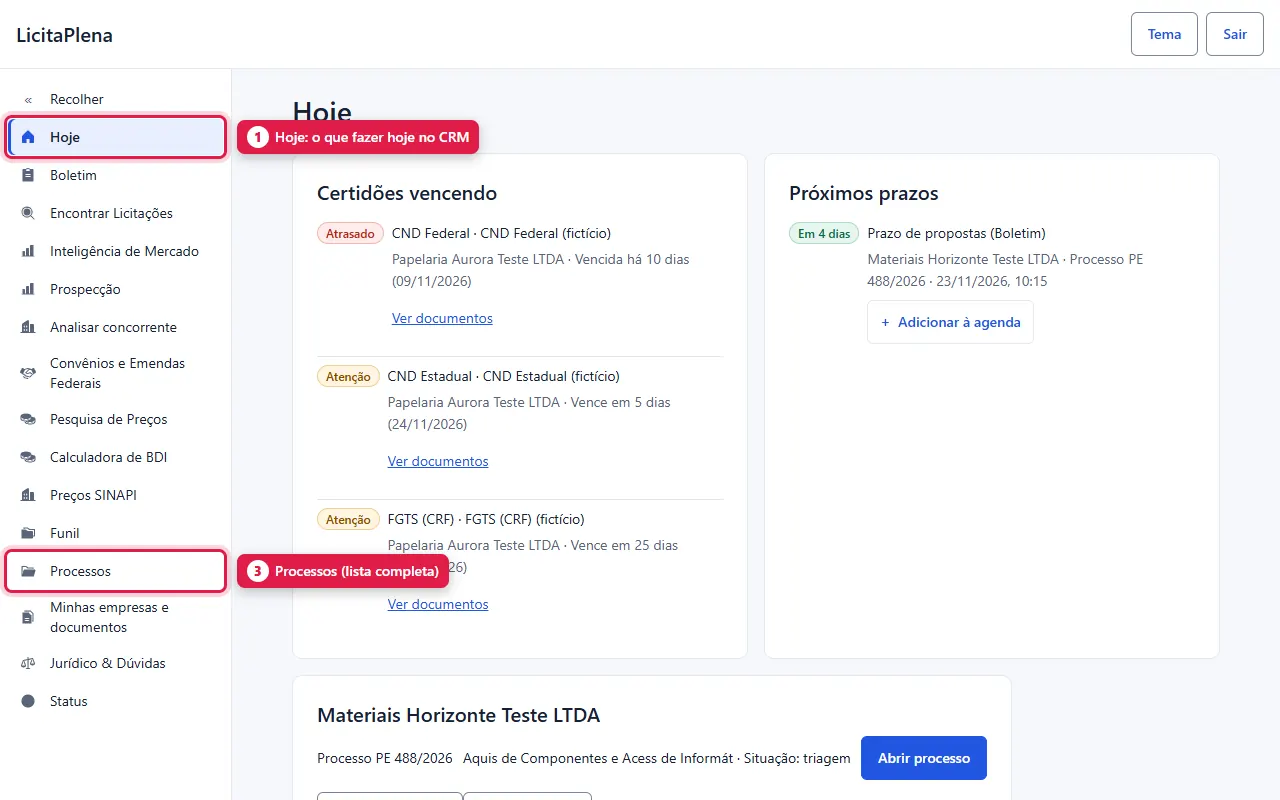 LicitaPlena
Tema
Sair
« Recolher
Hoje
Boletim
Encontrar Licitações
Inteligência de Mercado
Prospecção
Analisar concorrente
Convênios e Emendas
Federais
Pesquisa de Preços
Calculadora de BDI
Preços SINAPI
Funil
Processos
Minhas empresas e
documentos
Jurídico & Dúvidas
Status
1 Hoje: o que fazer hoje no CRM
3 Processos (lista completa)
Hoje
Certidões vencendo
Atrasado CND Federal · CND Federal (fictício)
Papelaria Aurora Teste LTDA · Vencida há 10 dias
(09/11/2026)
Ver documentos
Atenção CND Estadual · CND Estadual (fictício)
Papelaria Aurora Teste LTDA · Vence em 5 dias
(24/11/2026)
Ver documentos
Atenção FGTS (CRF) · FGTS (CRF) (fictício)
Papelaria Aurora Teste LTDA · Vence em 25 dias
26)
Ver documentos
Próximos prazos
Em 4 dias Prazo de propostas (Boletim)
Materiais Horizonte Teste LTDA · Processo PE
488/2026 · 23/11/2026, 10:15
+ Adicionar à agenda
Materiais Horizonte Teste LTDA
Processo PE 488/2026 Aquis de Componentes e Acess de Informát · Situação: triagem
Abrir processo